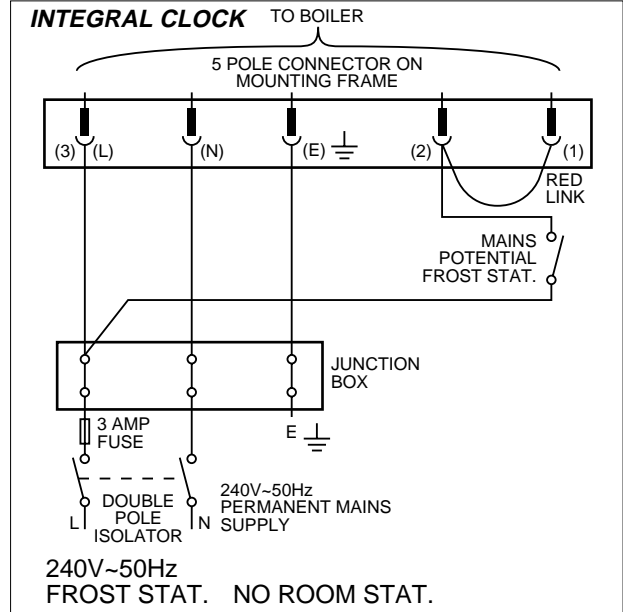 INTEGRAL CLOCK
TO BOILER
5 POLE CONNECTOR ON
MOUNTING FRAME
(3) (L) (N) (E) (2) (1)
RED
LINK
MAINS
POTENTIAL
FROST STAT.
JUNCTION
BOX
3 AMP
FUSE
E
DOUBLE
POLE
ISOLATOR
L
N
240V~50Hz
PERMANENT MAINS
SUPPLY
240V~50Hz
FROST STAT. NO ROOM STAT.